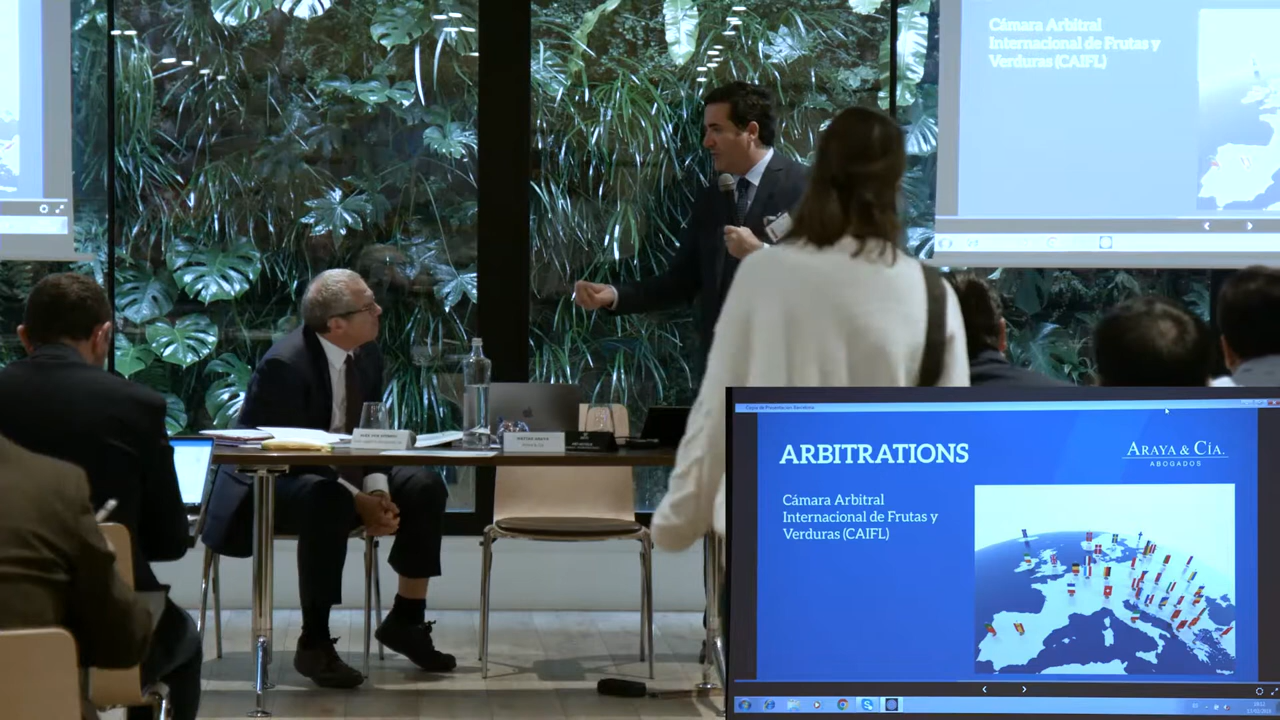 Cámara Arbitral
Internacional de Frutas y
Verduras (CAIFL)
ARBITRATIONS
ARAYA & CÍA.
ABOGADOS
Cámara Arbitral
Internacional de Frutas y
Verduras (CAIFL)